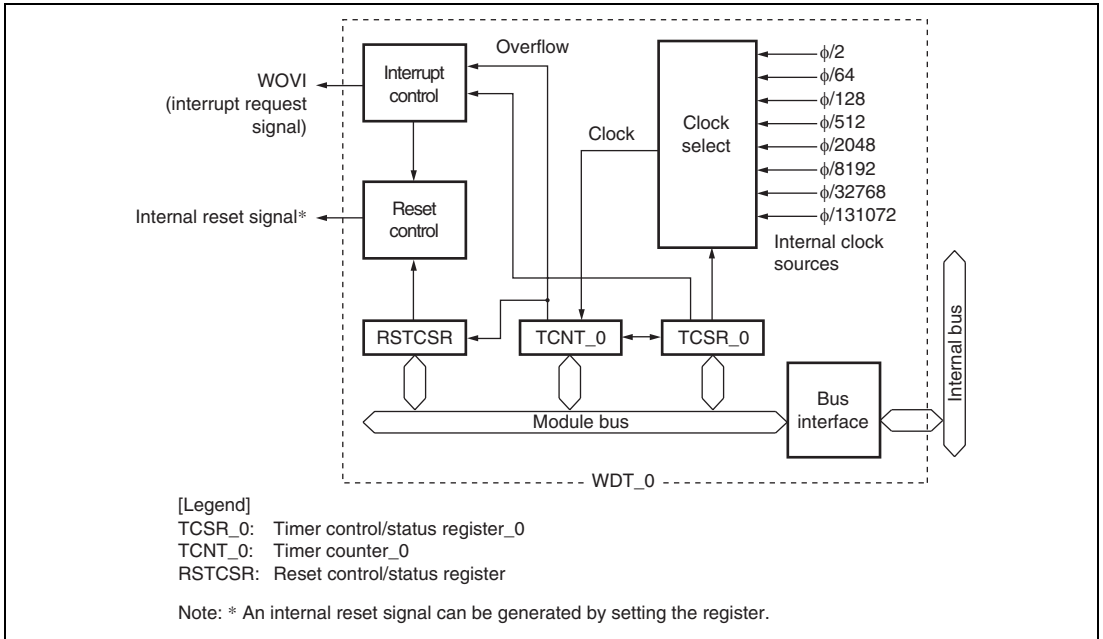 Overflow
Interrupt
control
WOVI
(interrupt request
signal)
Clock
Clock
select
ϕ/2
ϕ/64
ϕ/128
ϕ/512
ϕ/2048
ϕ/8192
ϕ/32768
ϕ/131072
Internal clock
sources
Reset
control
Internal reset signal*
RSTCSR
TCNT_0
TCSR_0
Internal bus
Bus
interface
Module bus
WDT_0
[Legend]
TCSR_0: Timer control/status register_0
TCNT_0: Timer counter_0
RSTCSR: Reset control/status register
Note: * An internal reset signal can be generated by setting the register.